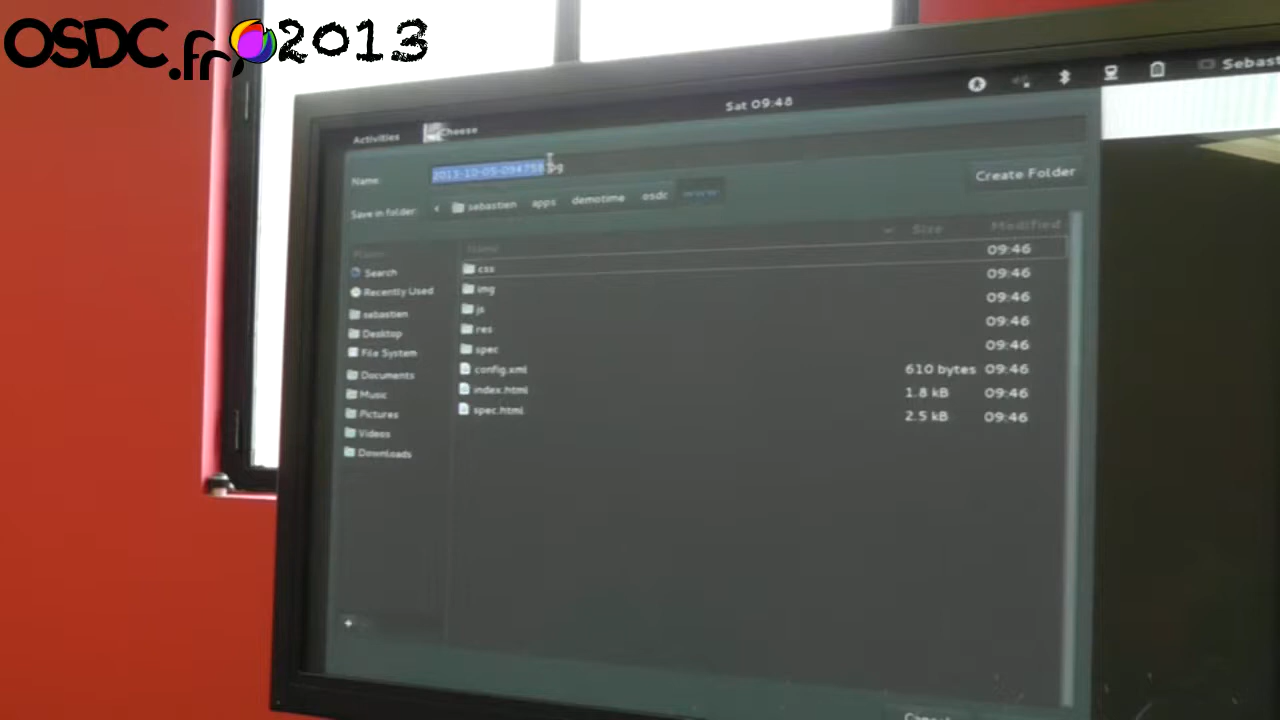 OSDC.fr 2013
Activities Cheese Sat 09:48 Sebast
Name: 2013-10-05-094758.jpg
Save in folder: sebastien apps demotime osdc Create Folder
Places Name Size Modified
Search
Recently Used
sebastien
Desktop
File System
Documents
Music
Pictures
Videos
Downloads
css 09:46
img 09:46
js 09:46
res 09:46
spec 09:46
config.xml 610 bytes 09:46
index.html 1.8 kB 09:46
spec.html 2.5 kB 09:46
Cancel